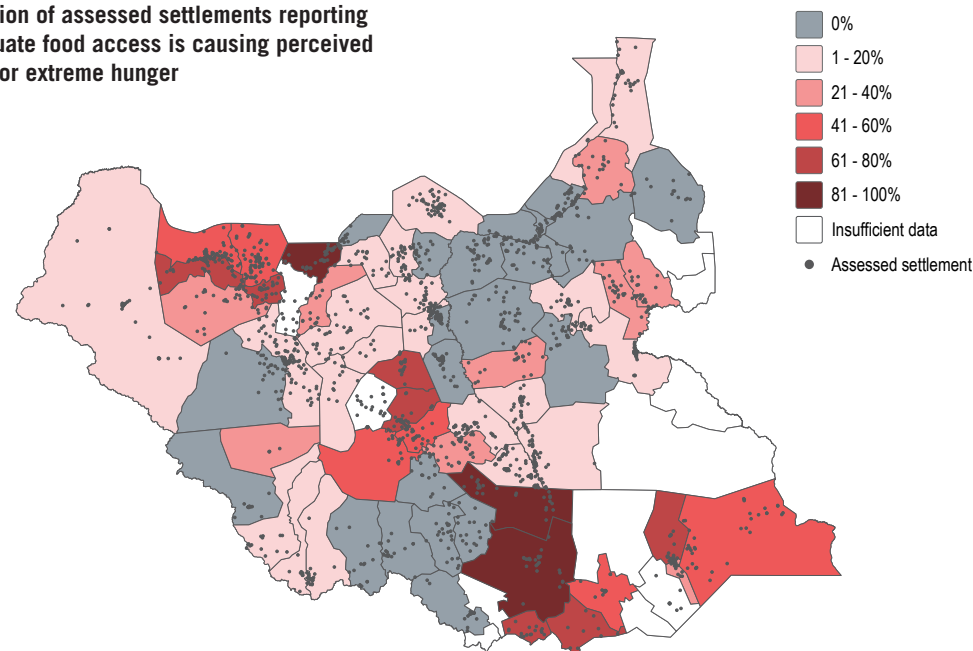 ion of assessed settlements reporting
uate food access is causing perceived
or extreme hunger
0%
1 - 20%
21 - 40%
41 - 60%
61 - 80%
81 - 100%
Insufficient data
Assessed settlement